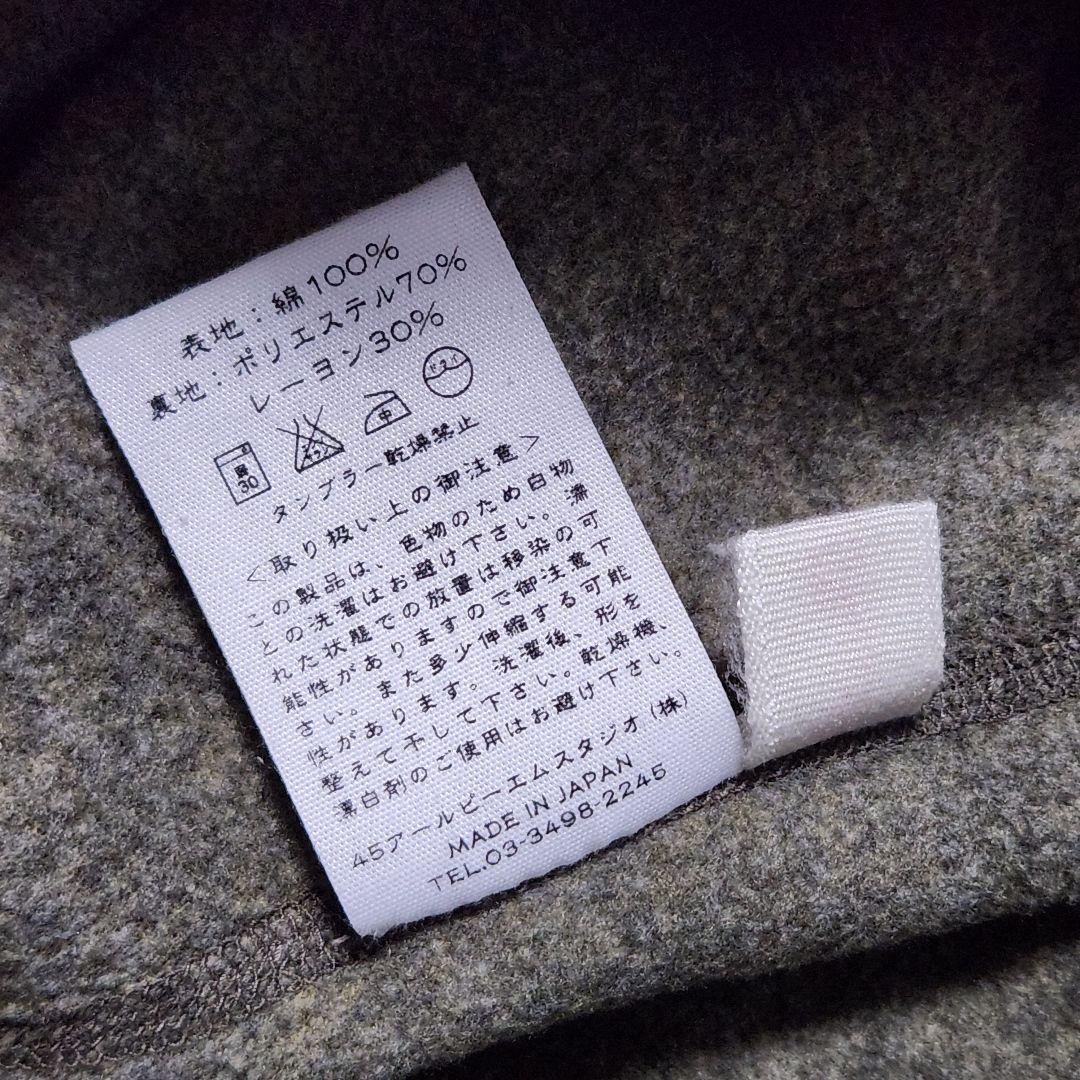 表地：綿100%
裏地：ポリエステル70%
レーヨン30%
30
中
ドライ
タンブラー乾燥禁止
<取り扱い上の御注意>
この製品は、色物のため白物
との洗濯はお避け下さい。濡
れた状態での放置は移染の可
能性がありますので御注意下
さい。また多少伸縮する可能
性があります。洗濯後、形を
整えて干して下さい。乾燥機、
漂白剤のご使用はお避け下さい。
45アールピーエムスタジオ(株)
MADE IN JAPAN
TEL.03-3498-2245